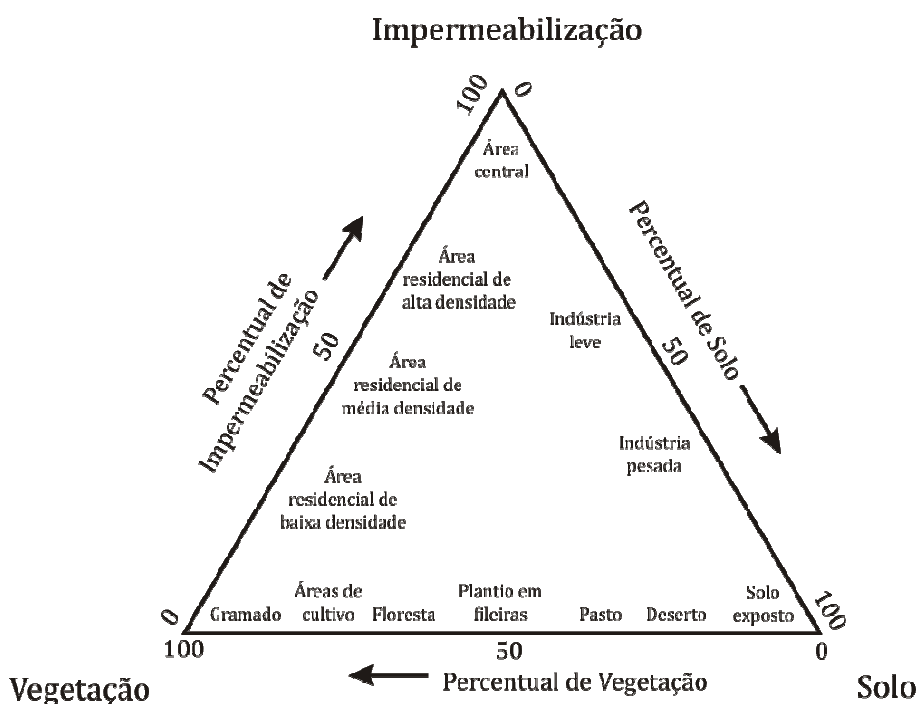 Impermeabilização
100
0
Área
central
Percentual de
Impermeabilização
50
Percentual de Solo
50
Área
residencial de
alta densidade
Indústria
leve
Área
residencial de
média densidade
Indústria
pesada
Área
residencial de
baixa densidade
Gramado
Áreas de
cultivo
Floresta
Plantio em
fileiras
Pasto
Deserto
Solo
exposto
0
100
100
50
0
Vegetação
Percentual de Vegetação
Solo